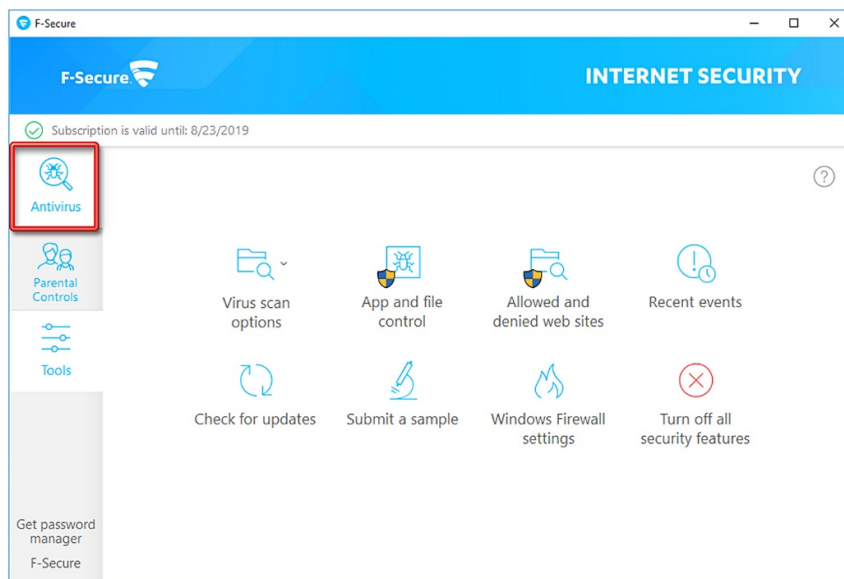 F-Secure
F-Secure
INTERNET SECURITY
Subscription is valid until: 8/23/2019
Antivirus
?
Parental
Controls
Tools
Virus scan
options
App and file
control
Allowed and
denied web sites
Recent events
Check for updates
Submit a sample
Windows Firewall
settings
Turn off all
security features
Get password
manager
F-Secure